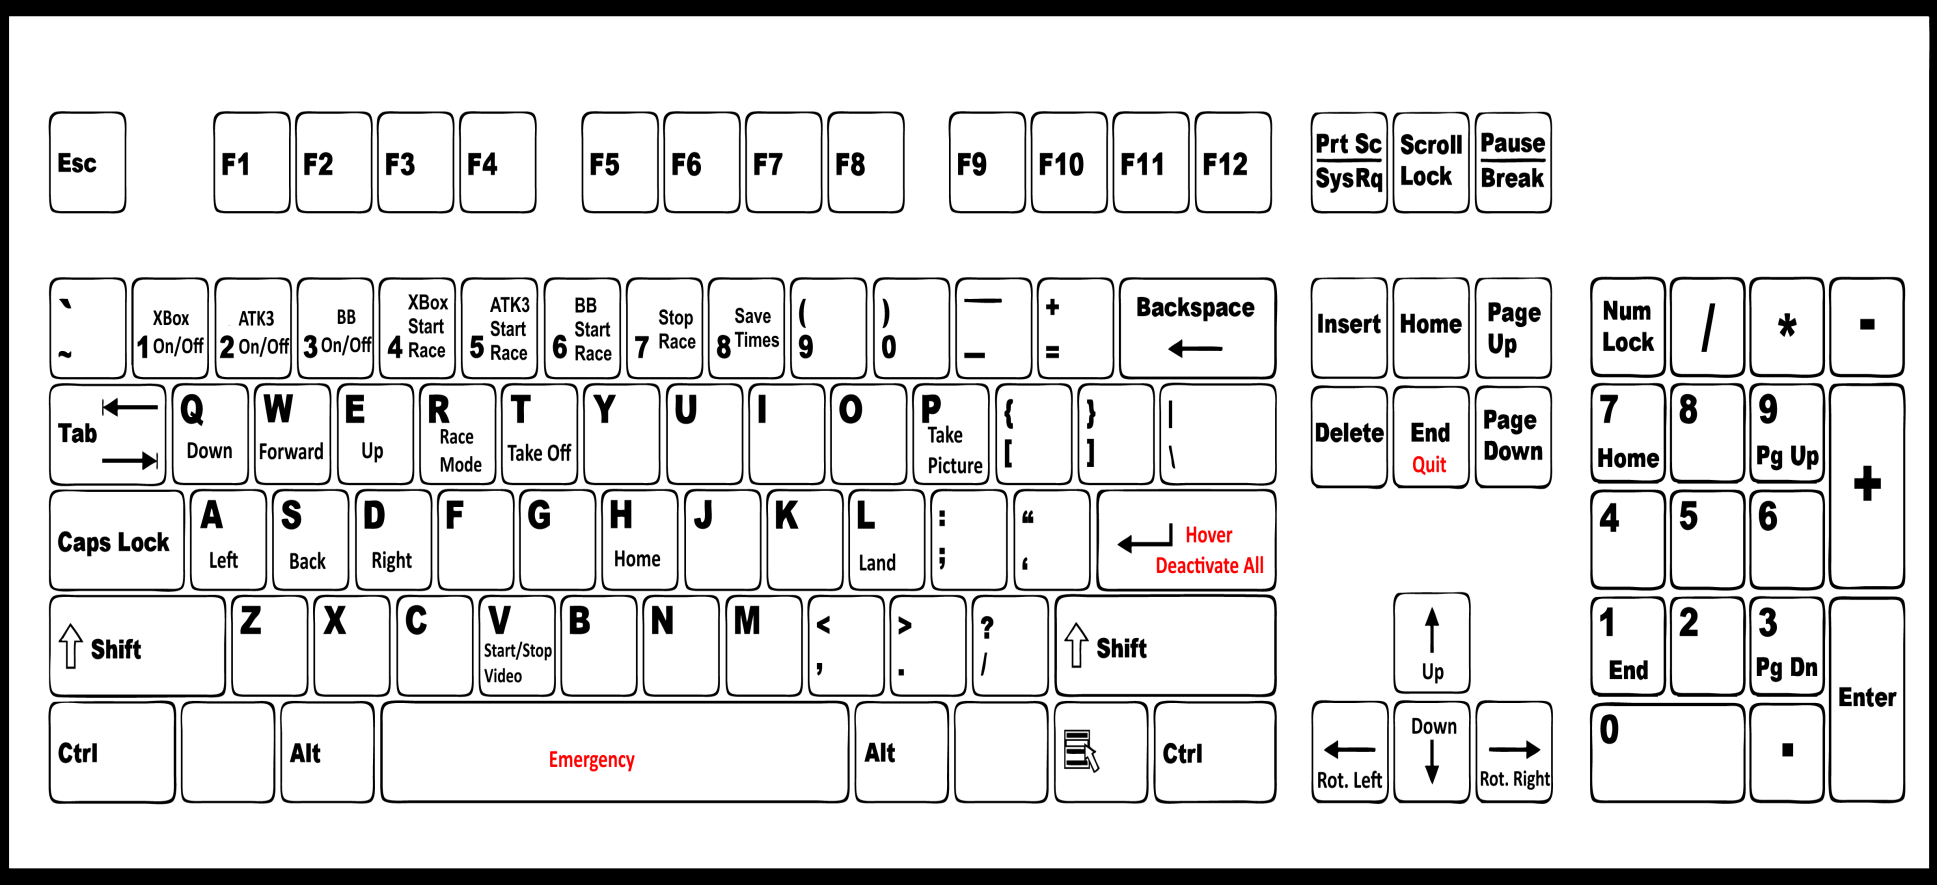 Esc F1 F2 F3 F4 F5 F6 F7 F8 F9 F10 F11 F12 Prt Sc SysRq Scroll Lock Pause Break
` ~
XBox
1 On/Off
ATK3
2 On/Off
BB
3 On/Off
XBox
Start
4 Race
ATK3
Start
5 Race
BB
Start
6 Race
Stop
7 Race
Save
8 Times
(
9
)
0
—
_
+
=
Backspace
Insert
Home
Page
Up
Num
Lock
/
*
-
Tab
Q
Down
W
Forward
E
Up
R
Race
Mode
T
Take Off
Y
U
I
O
P
Take
Picture
{
[
}
]
|
\
Delete
End
Quit
Page
Down
7
Home
8
9
Pg Up
+
Caps Lock
A
Left
S
Back
D
Right
F
G
H
Home
J
K
L
Land
:
;
“
‘
Hover
Deactivate All
4
5
6
Shift
Z
X
C
V
Start/Stop
Video
B
N
M
<
,
>
.
?
/
Shift
Up
1
End
2
3
Pg Dn
Enter
Ctrl
Alt
Emergency
Alt
Ctrl
Rot. Left
Down
Rot. Right
0
.